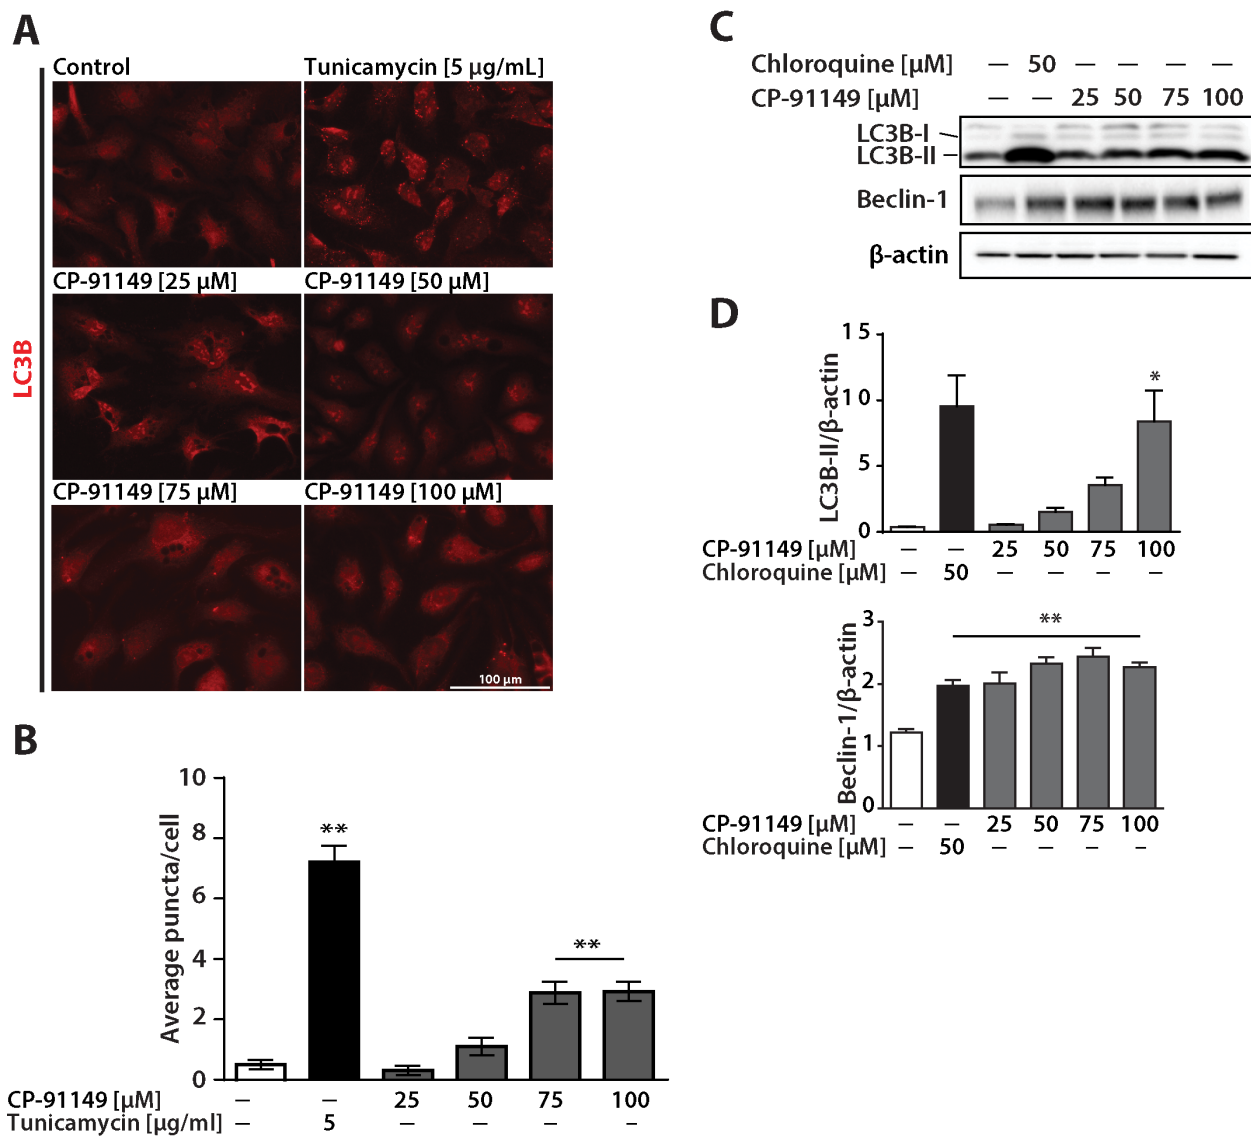 A
Control
Tunicamycin [5 µg/mL]
CP-91149 [25 µM]
CP-91149 [50 µM]
CP-91149 [75 µM]
CP-91149 [100 µM]
LC3B
100 µm
B
Average puncta/cell
10
8
6
4
2
0
**
**
CP-91149 [µM] – – 25 50 75 100
Tunicamycin [µg/ml] – 5 – – – –
C
Chloroquine [µM] – 50 – – – –
CP-91149 [µM] – – 25 50 75 100
LC3B-I
LC3B-II
Beclin-1
β-actin
D
LC3B-II/β-actin
15
10
5
0
*
CP-91149 [µM] – – 25 50 75 100
Chloroquine [µM] – 50 – – – –
Beclin-1/β-actin
3
2
1
0
**
CP-91149 [µM] – – 25 50 75 100
Chloroquine [µM] – 50 – – – –